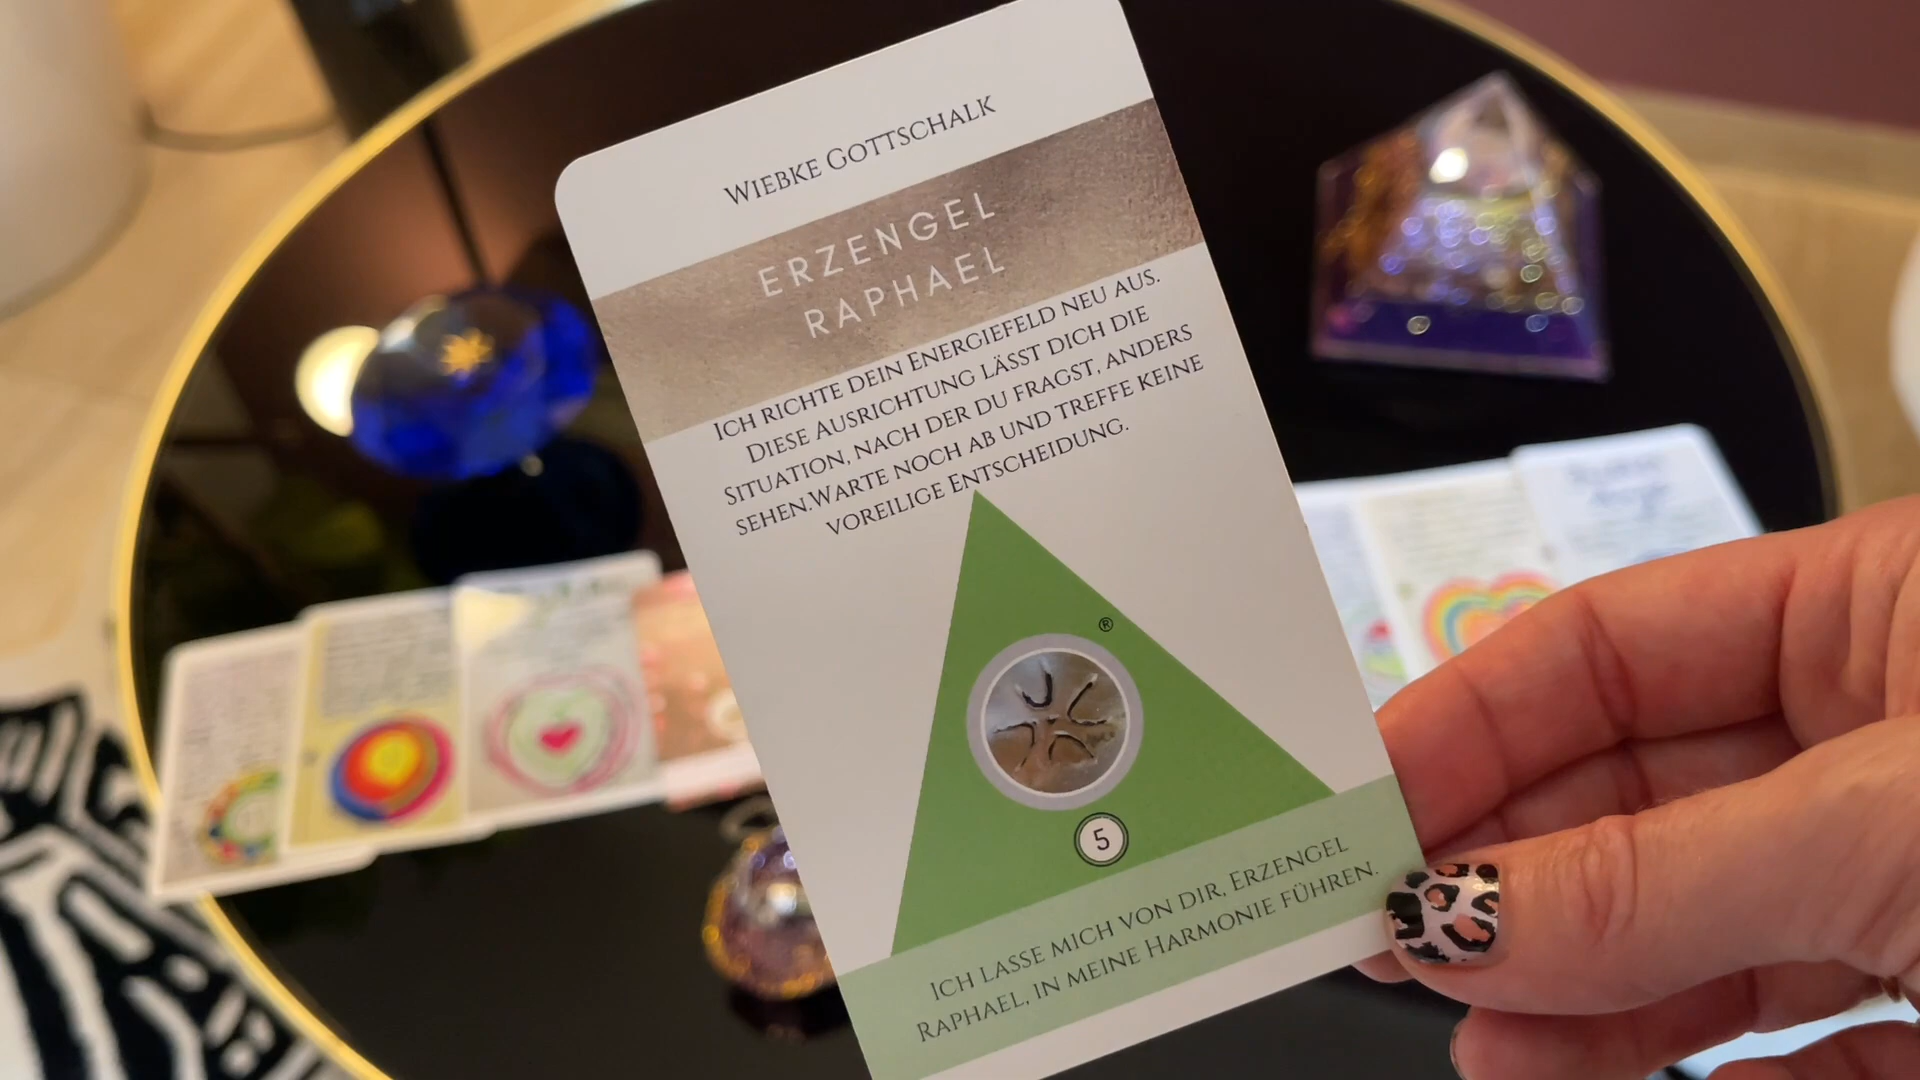 Wiebke Gottschalk
ERZENGEL
RAPHAEL
Ich richte dein Energiefeld neu aus.
Diese Ausrichtung lässt dich die
Situation, nach der du fragst, anders
sehen.Warte noch ab und treffe keine
voreilige Entscheidung.
®
5
Ich lasse mich von dir, Erzengel
Raphael, in meine Harmonie führen.